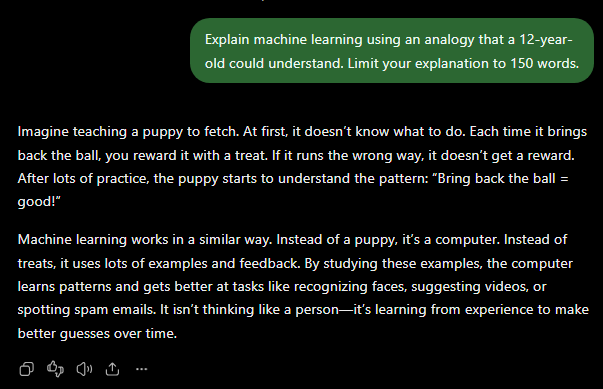 Explain machine learning using an analogy that a 12-year-
old could understand. Limit your explanation to 150 words.
Imagine teaching a puppy to fetch. At first, it doesn’t know what to do. Each time it brings
back the ball, you reward it with a treat. If it runs the wrong way, it doesn’t get a reward.
After lots of practice, the puppy starts to understand the pattern: “Bring back the ball =
good!”
Machine learning works in a similar way. Instead of a puppy, it’s a computer. Instead of
treats, it uses lots of examples and feedback. By studying these examples, the computer
learns patterns and gets better at tasks like recognizing faces, suggesting videos, or
spotting spam emails. It isn’t thinking like a person—it’s learning from experience to make
better guesses over time.